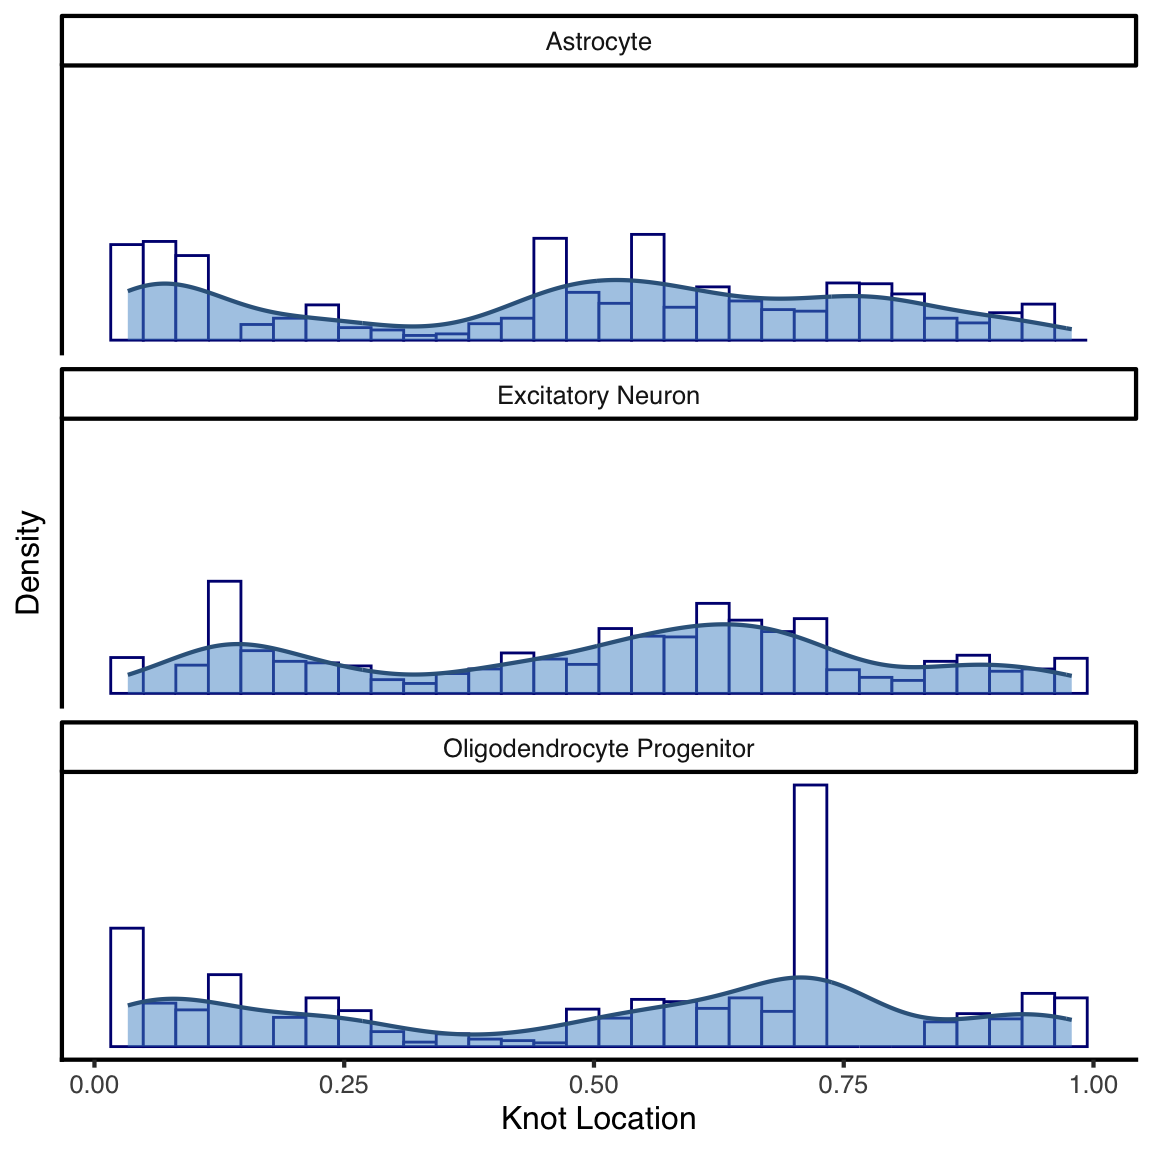 Astrocyte
Excitatory Neuron
Density
Oligodendrocyte Progenitor
0.00 0.25 0.50 0.75 1.00
Knot Location